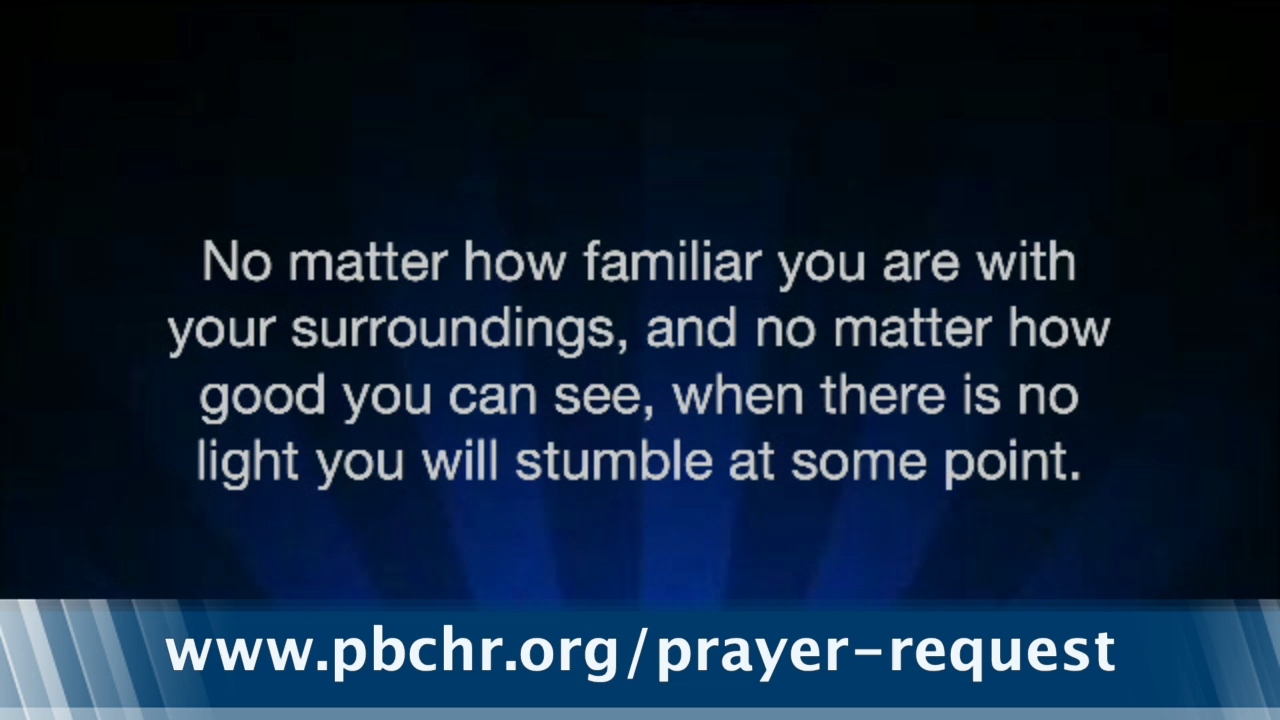 No matter how familiar you are with
your surroundings, and no matter how
good you can see, when there is no
light you will stumble at some point.
www.pbchr.org/prayer-request